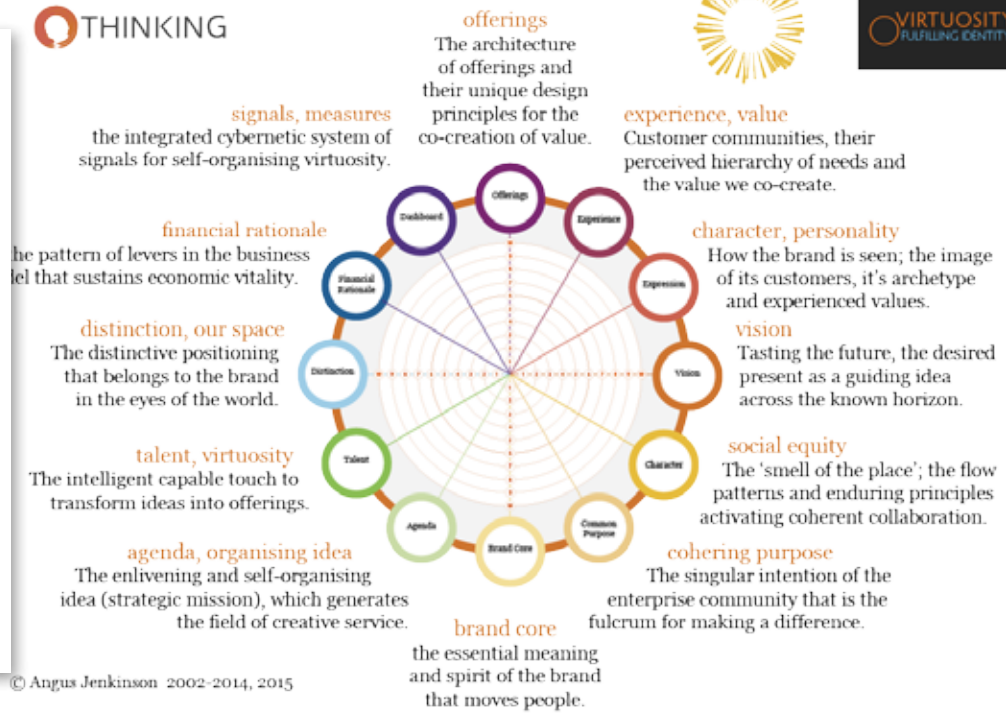 THINKING
VIRTUOSITY
FULFILLING IDENTITY
offerings
The architecture
of offerings and
their unique design
principles for the
co-creation of value.
signals, measures
the integrated cybernetic system of
signals for self-organising virtuosity.
experience, value
Customer communities, their
perceived hierarchy of needs and
the value we co-create.
financial rationale
the pattern of levers in the business
that sustains economic vitality.
character, personality
How the brand is seen; the image
of its customers, it's archetype
and experienced values.
distinction, our space
The distinctive positioning
that belongs to the brand
in the eyes of the world.
vision
Tasting the future, the desired
present as a guiding idea
across the known horizon.
talent, virtuosity
The intelligent capable touch to
transform ideas into offerings.
social equity
The 'smell of the place'; the flow
patterns and enduring principles
activating coherent collaboration.
agenda, organising idea
The enlivening and self-organising
idea (strategic mission), which generates
the field of creative service.
cohering purpose
The singular intention of the
enterprise community that is the
fulcrum for making a difference.
brand core
the essential meaning
and spirit of the brand
that moves people.
Offerings
Experience
Expression
Vision
Character
Common
Purpose
Brand Core
Agenda
Talent
Distinction
Financial
Rationale
Dashboard
© Angus Jenkinson 2002-2014, 2015